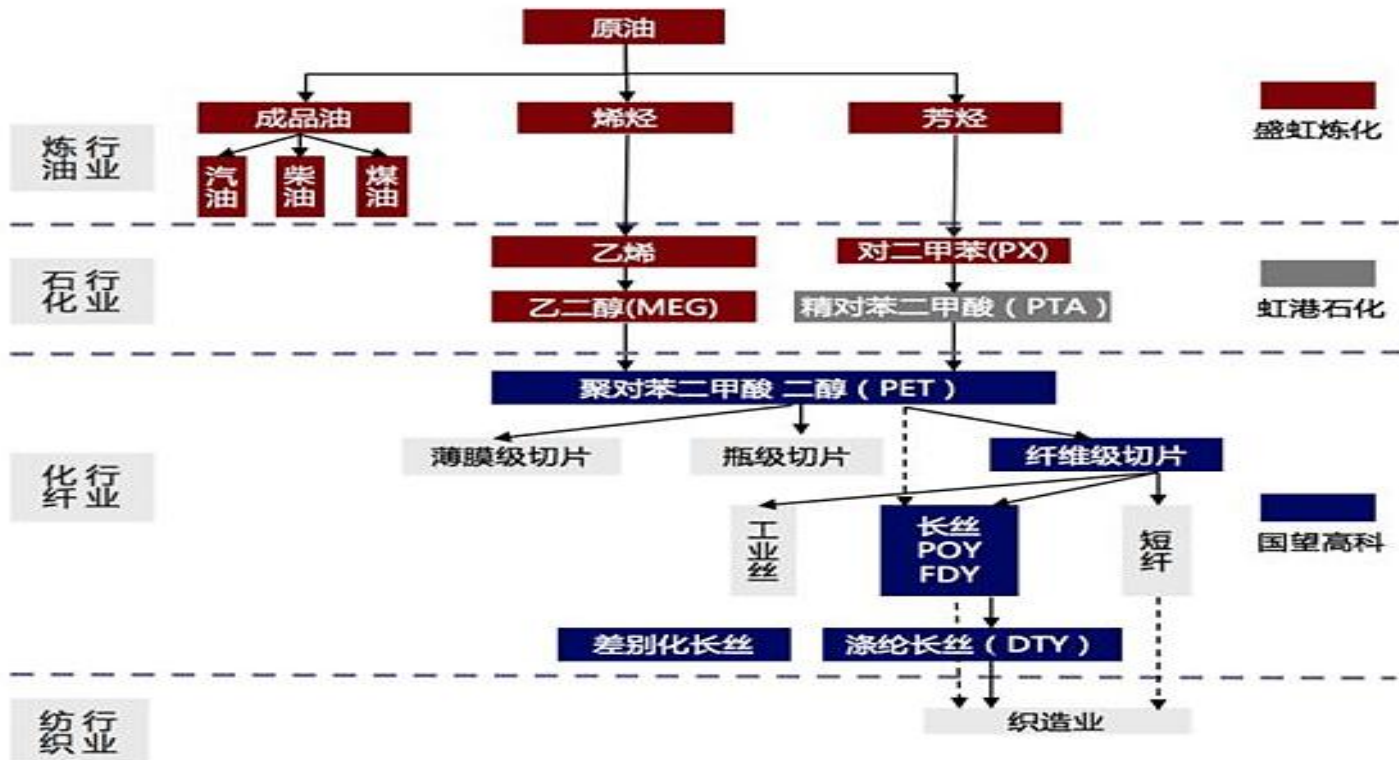 原油
成品油
烯烃
芳烃
盛虹炼化
炼 行
油 业
汽油
柴油
煤油
乙烯
对二甲苯(PX)
石 行
化 业
乙二醇(MEG)
精对苯二甲酸（PTA）
虹港石化
聚对苯二甲酸 二醇（PET）
薄膜级切片
瓶级切片
纤维级切片
化 行
纤 业
工业丝
长丝
POY
FDY
短纤
国望高科
差别化长丝
涤纶长丝（DTY）
纺 行
织 业
织造业